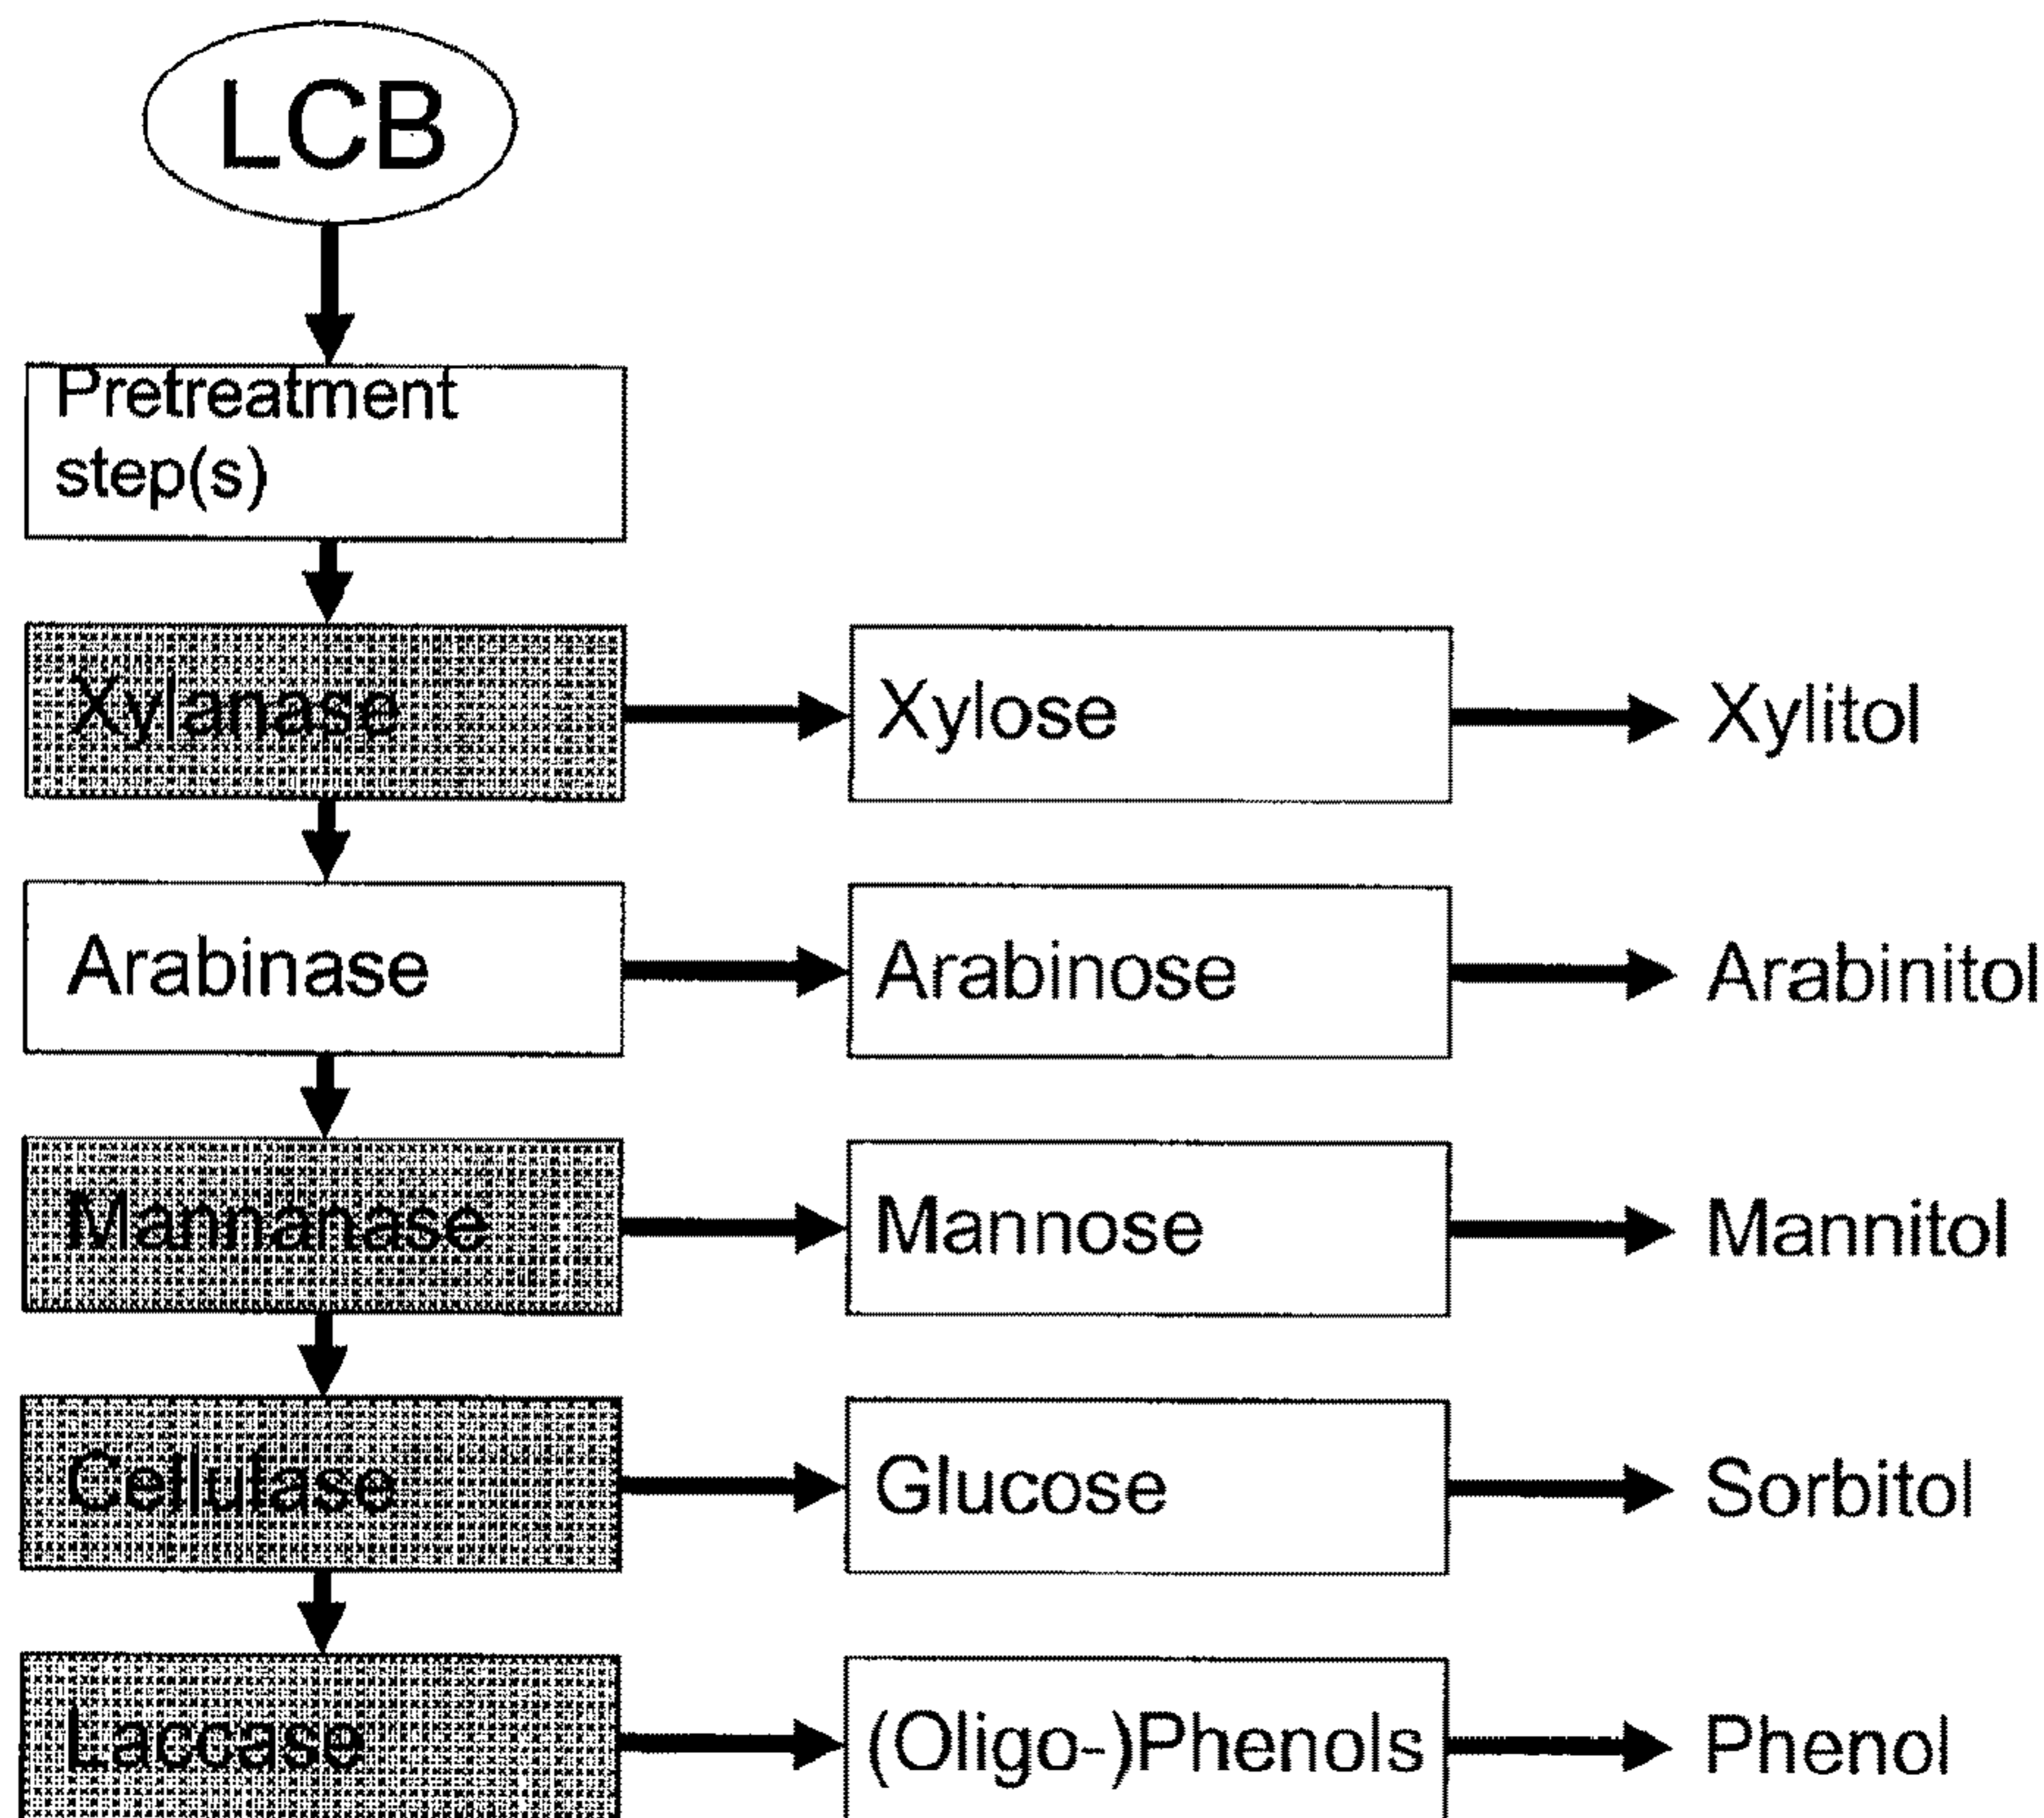 LCB
Pretreatment
step(s)
Xylanase
Xylose
Xylitol
Arabinase
Arabinose
Arabinitol
Mannanase
Mannose
Mannitol
Cellulase
Glucose
Sorbitol
Laccase
(Oligo-)Phenols
Phenol